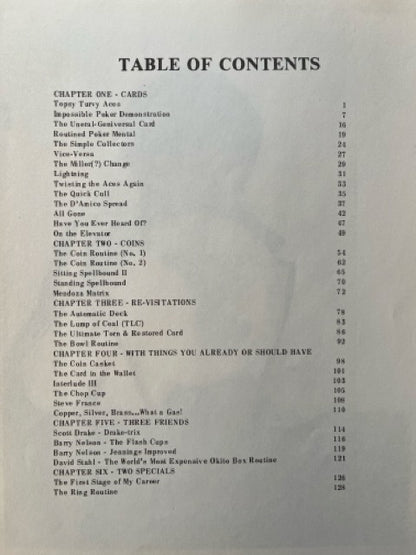 TABLE OF CONTENTS
CHAPTER ONE - CARDS
Topsy Turvy Aces 1
Impossible Poker Demonstration 7
The Uneral-Geniversal Card 16
Routined Poker Mental 19
The Simple Collectors 24
Vice-Versa 27
The Miller(?) Change 29
Lightning 31
Twisting the Aces Again 33
The Quick Cull 35
The D'Amico Spread 37
All Gone 42
Have You Ever Heard Of? 47
On the Elevator 49
CHAPTER TWO - COINS
The Coin Routine (No. 1) 54
The Coin Routine (No. 2) 62
Sitting Spellbound II 65
Standing Spellbound 70
Mendoza Matrix 72
CHAPTER THREE - RE-VISITATIONS
The Automatic Deck 78
The Lump of Coal (TLC) 83
The Ultimate Torn & Restored Card 86
The Bowl Routine 92
CHAPTER FOUR - WITH THINGS YOU ALREADY OR SHOULD HAVE
The Coin Casket 98
The Card in the Wallet 101
Interlude III 103
The Chop Cup 105
Steve France 108
Copper, Silver, Brass...What a Gas! 110
CHAPTER FIVE - THREE FRIENDS
Scott Drake - Drake-trix 114
Barry Nelson - The Flash Cups 116
Barry Nelson - Jennings Improved 119
David Stahl - The World's Most Expensive Okito Box Routine 121
CHAPTER SIX - TWO SPECIALS
The First Stage of My Career 126
The Ring Routine 128